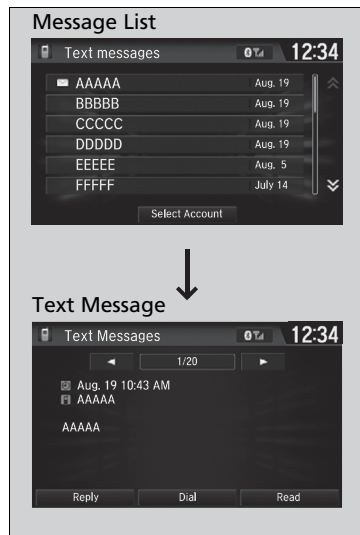 Message List
Text messages 12:34
AAAAA Aug. 19
BBBBB Aug. 19
CCCCC Aug. 19
DDDDD Aug. 19
EEEEE Aug. 5
FFFFF July 14
Select Account
Text Message
Text Messages 12:34
1/20
Aug. 19 10:43 AM
AAAAA
AAAAA
Reply Dial Read